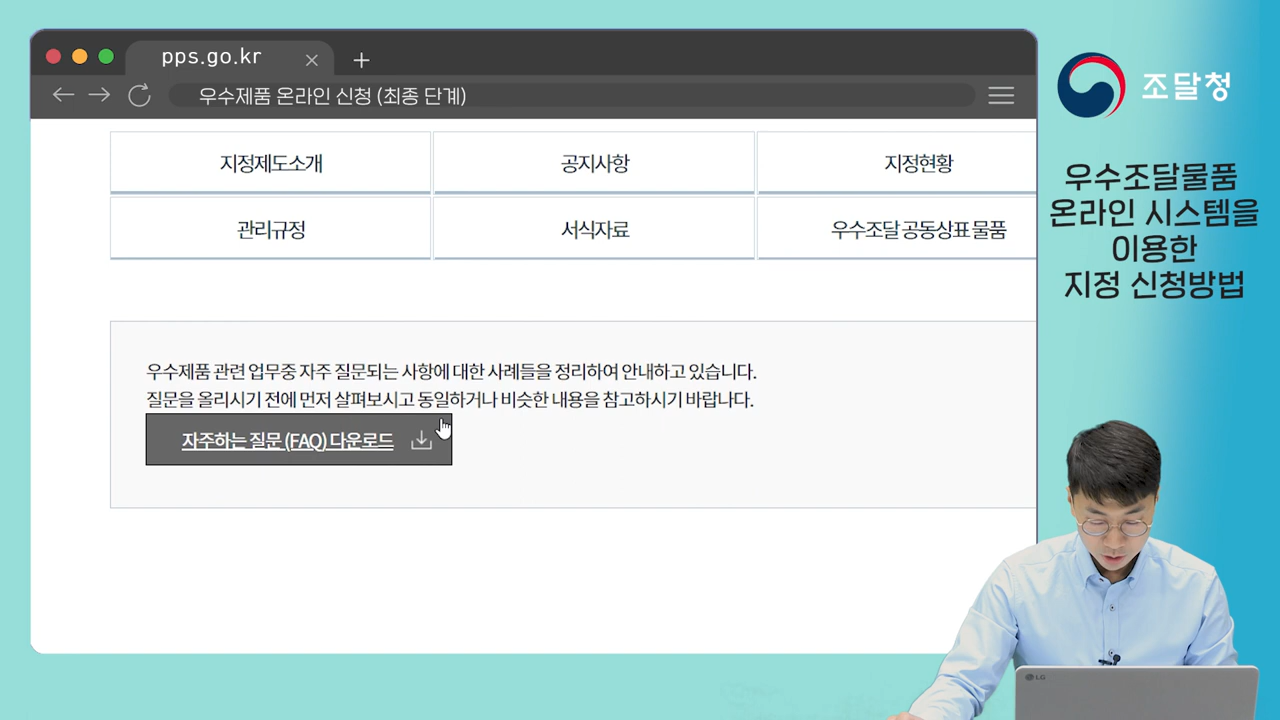 pps.go.kr
우수제품 온라인 신청 (최종 단계)
조달청
우수조달물품
온라인 시스템을
이용한
지정 신청방법
지정제도소개
공지사항
지정현황
관리규정
서식자료
우수조달 공동상표 물품
우수제품 관련 업무중 자주 질문되는 사항에 대한 사례들을 정리하여 안내하고 있습니다.
질문을 올리시기 전에 먼저 살펴보시고 동일하거나 비슷한 내용을 참고하시기 바랍나다.
자주하는 질문 (FAQ) 다운로드
LG